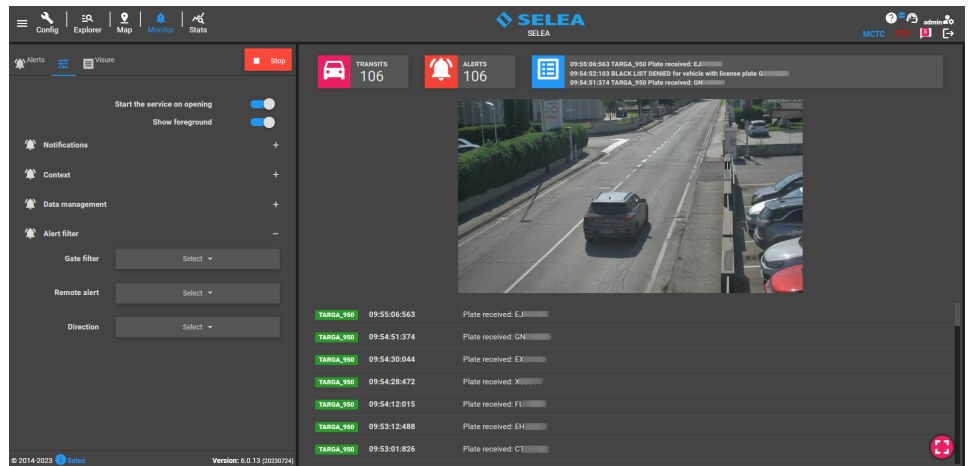 Config
Explorer
Map
Monitor
Stats
SELEA
SELEA
admin
MCTC
Alerts
Visure
Stop
TRANSITS
106
ALERTS
106
09:55:06:563 TARGA_950 Plate received: EJ
09:54:52:103 BLACK LIST DENIED for vehicle with license plate G
09:54:51:374 TARGA_950 Plate received: GN
Start the service on opening
Show foreground
Notifications +
Context +
Data management +
Alert filter −
Gate filter Select
Remote alert Select
Direction Select
TARGA_950 09:55:06:563 Plate received: EJ
TARGA_950 09:54:51:374 Plate received: GN
TARGA_950 09:54:30:044 Plate received: EX
TARGA_950 09:54:28:472 Plate received: X
TARGA_950 09:54:12:015 Plate received: FL
TARGA_950 09:53:12:488 Plate received: EH
TARGA_950 09:53:01:826 Plate received: CT
© 2014-2023 Selea
Version: 6.0.13 (20230724)